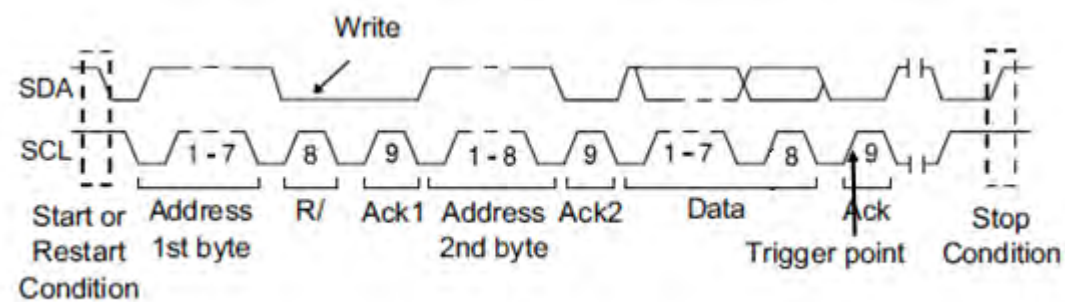 Write
SDA
SCL
1 - 7 8 9 1 - 8 9 1 - 7 8 9
Start or Restart Condition
Address 1st byte
R/
Ack1
Address 2nd byte
Ack2
Data
Ack
Trigger point
Stop Condition